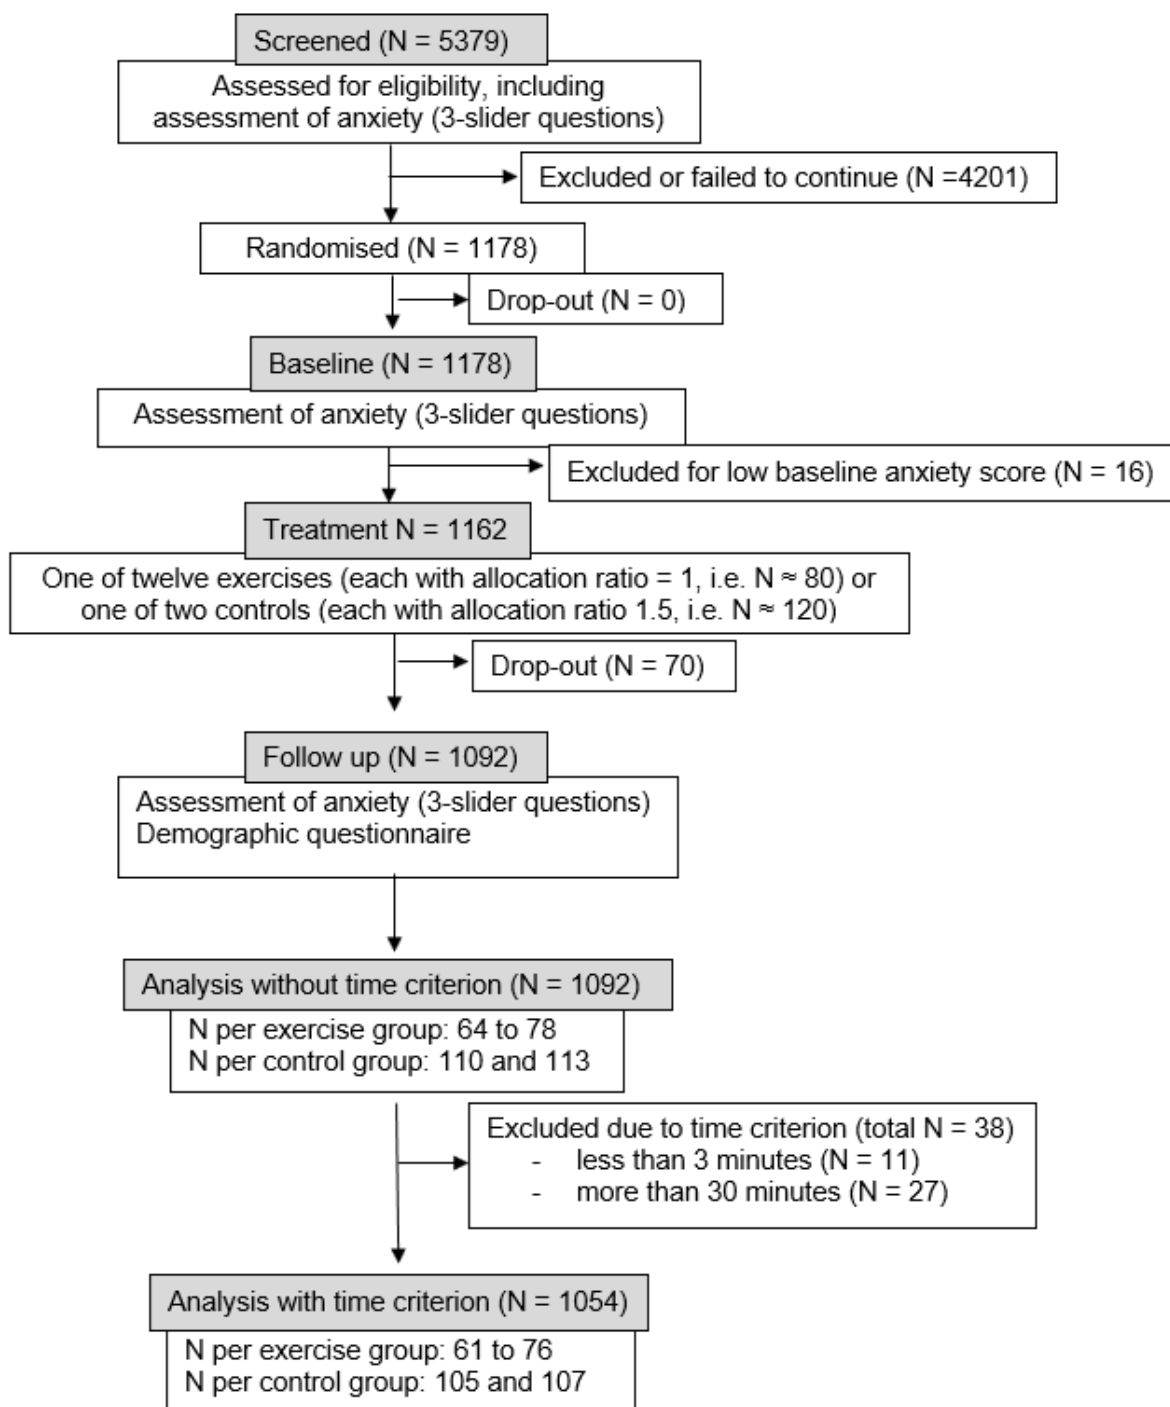 Screened (N = 5379)
Assessed for eligibility, including
assessment of anxiety (3-slider questions)
Excluded or failed to continue (N =4201)
Randomised (N = 1178)
Drop-out (N = 0)
Baseline (N = 1178)
Assessment of anxiety (3-slider questions)
Excluded for low baseline anxiety score (N = 16)
Treatment N = 1162
One of twelve exercises (each with allocation ratio = 1, i.e. N ≈ 80) or
one of two controls (each with allocation ratio 1.5, i.e. N ≈ 120)
Drop-out (N = 70)
Follow up (N = 1092)
Assessment of anxiety (3-slider questions)
Demographic questionnaire
Analysis without time criterion (N = 1092)
N per exercise group: 64 to 78
N per control group: 110 and 113
Excluded due to time criterion (total N = 38)
- less than 3 minutes (N = 11)
- more than 30 minutes (N = 27)
Analysis with time criterion (N = 1054)
N per exercise group: 61 to 76
N per control group: 105 and 107